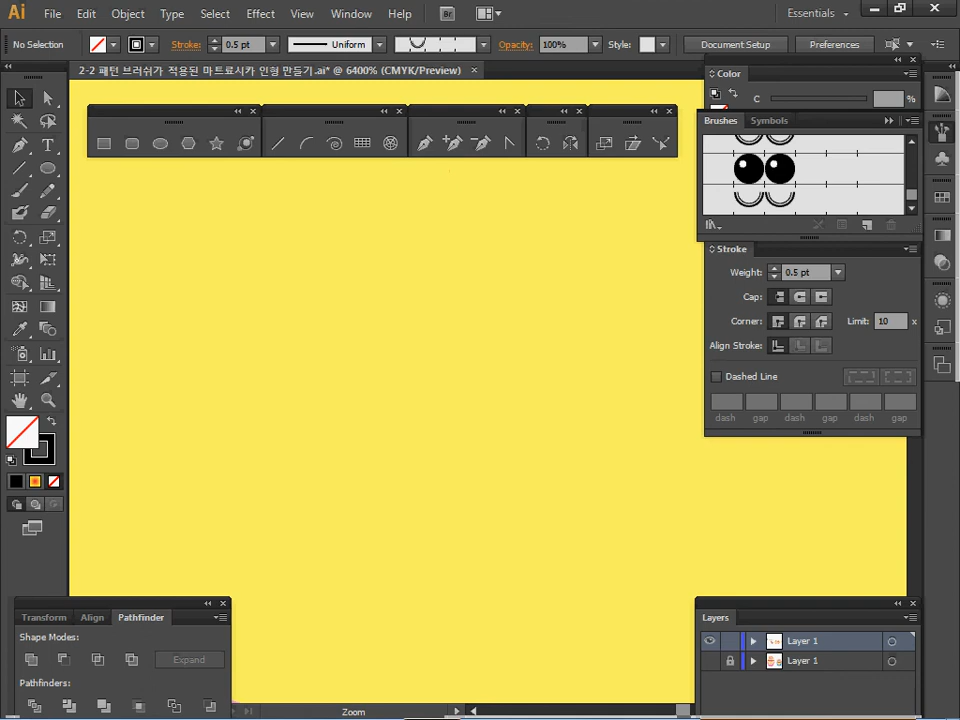 Ai File Edit Object Type Select Effect View Window Help Br Essentials
No Selection Stroke: 0.5 pt Uniform Opacity: 100% Style: Document Setup Preferences
2-2 패턴 브러쉬가 적용된 마트료시카 인형 만들기.ai* @ 6400% (CMYK/Preview) ×
Color
C %
Brushes Symbols
Stroke
Weight: 0.5 pt
Cap:
Corner: Limit: 10 x
Align Stroke:
Dashed Line
dash gap dash gap dash gap
Transform Align Pathfinder
Shape Modes:
Expand
Pathfinders:
Layers
Layer 1
Layer 1
Zoom